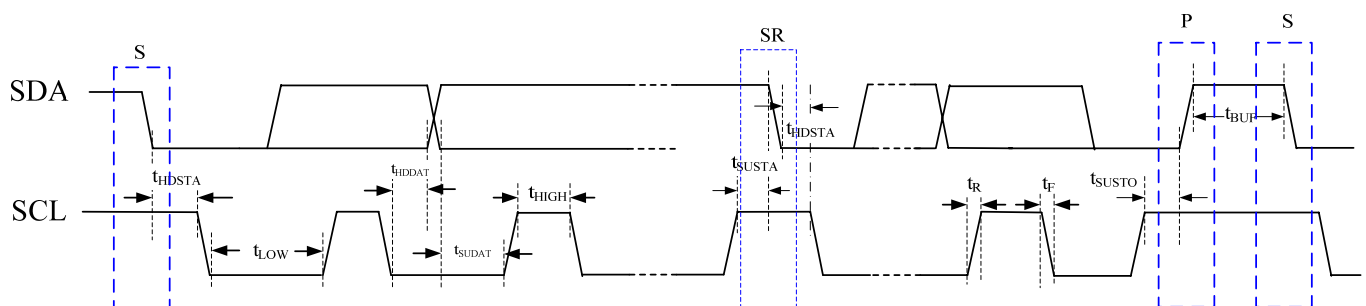 S
SR
P
S
SDA
tBUF
tHDSTA
tSUSTA
tHDSTA
tHDDAT
tHIGH
tR
tF
tSUSTO
SCL
tLOW
tSUDAT